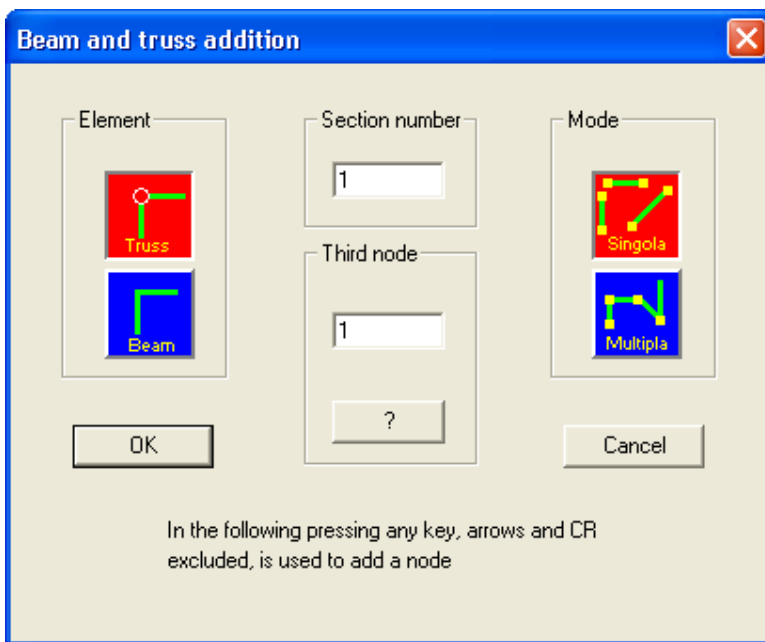 Beam and truss addition
Element
Section number
Mode
1
Truss
Singola
Third node
Beam
1
Multipla
?
OK
Cancel
In the following pressing any key, arrows and CR
excluded, is used to add a node